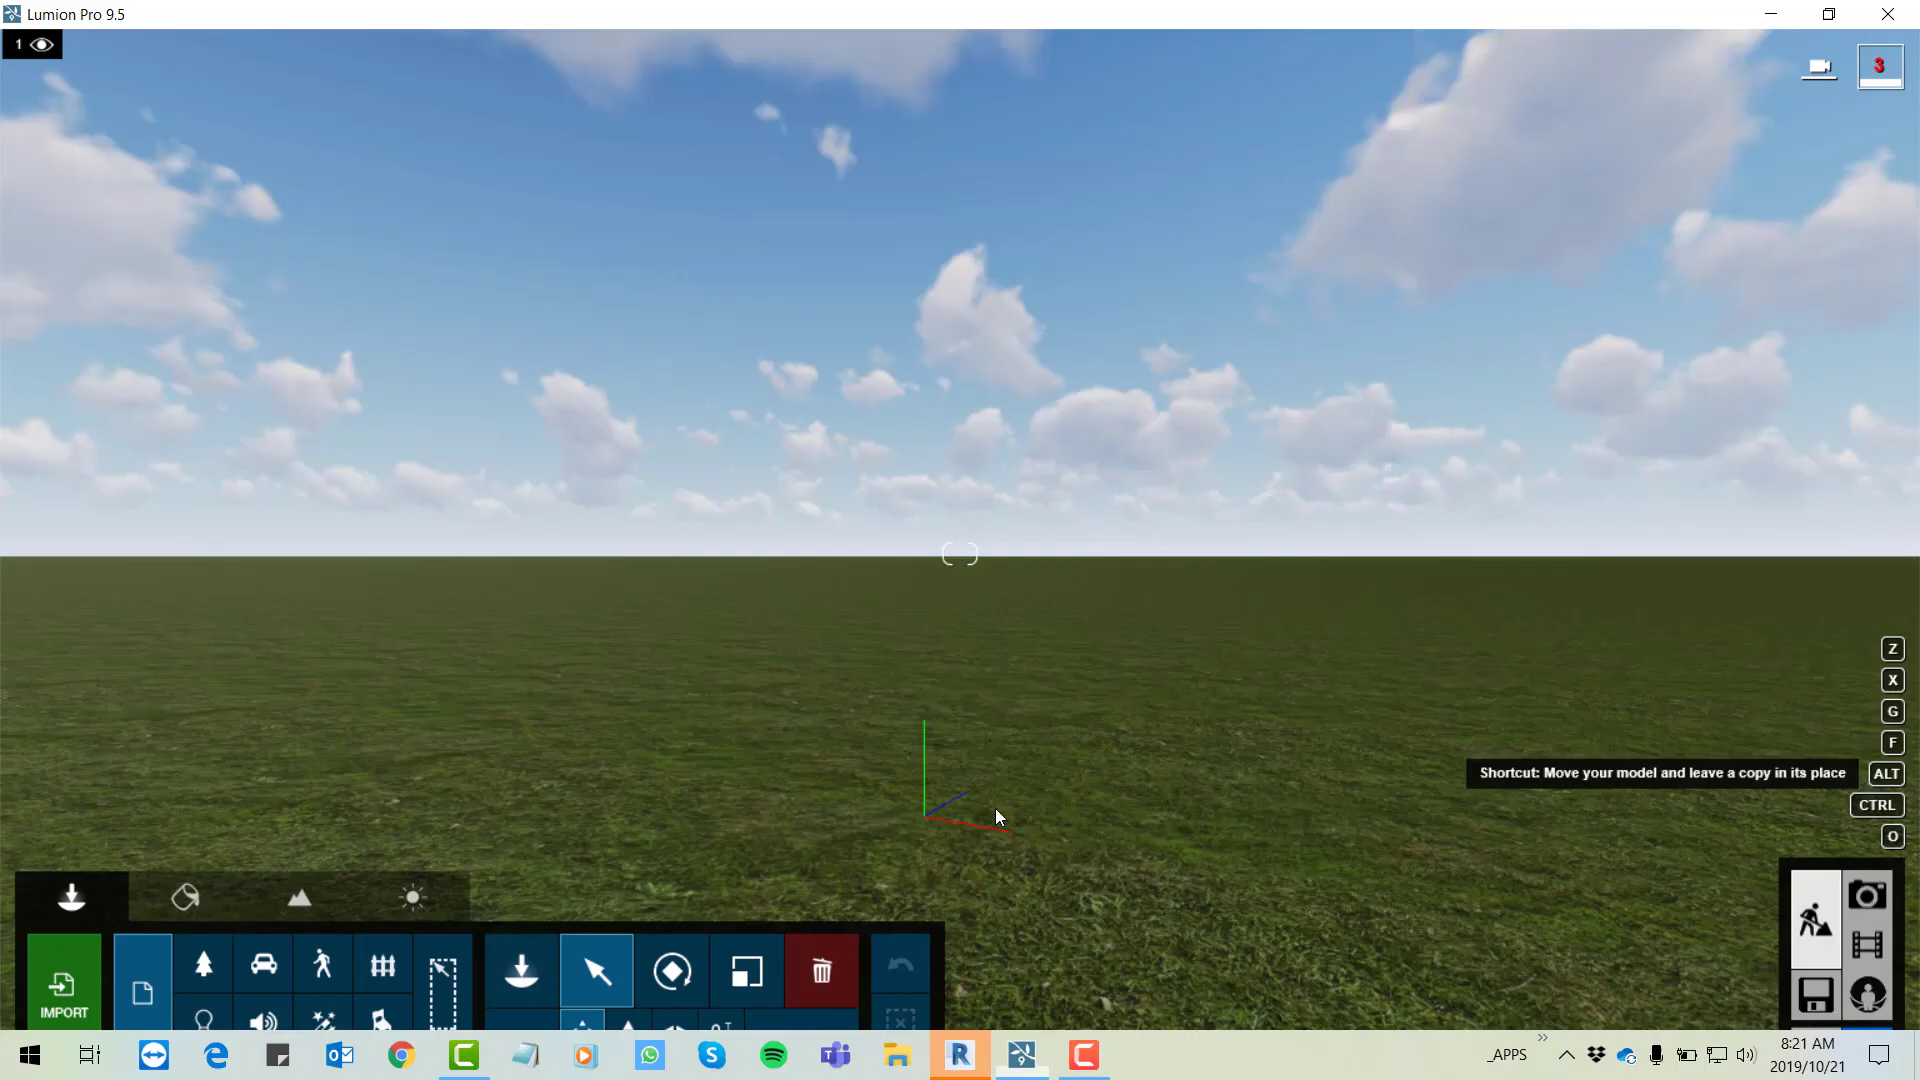 Lumion Pro 9.5
1
3
Z
X
G
F
Shortcut: Move your model and leave a copy in its place
ALT
CTRL
O
IMPORT
_APPS
8:21 AM
2019/10/21